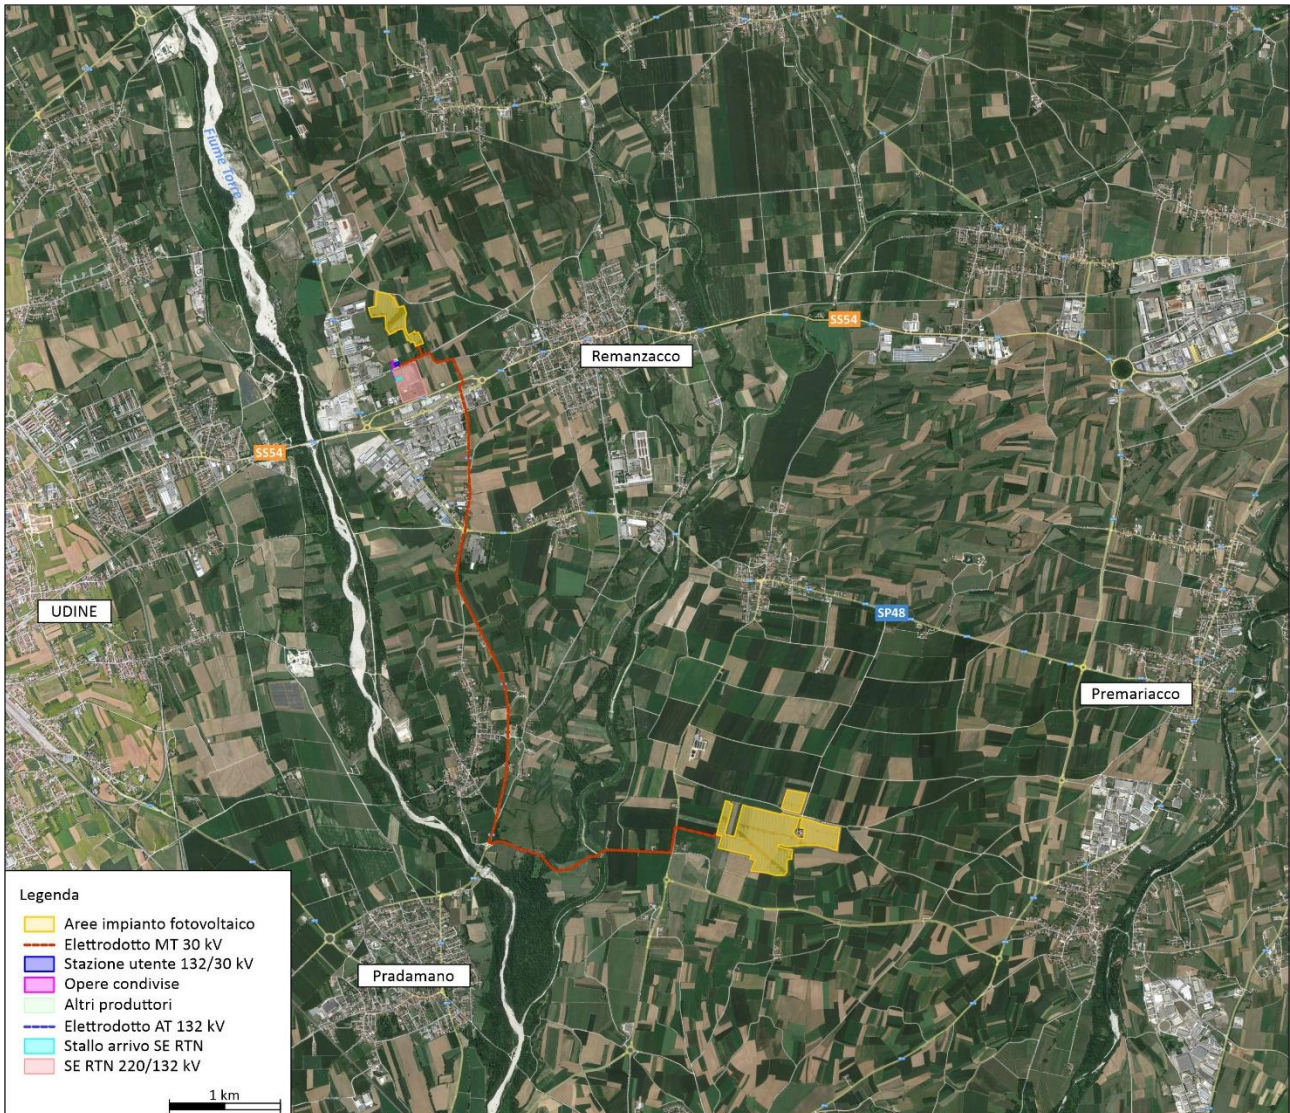 Fiume Torre
SS54
Remanzacco
SS54
UDINE
SP48
Premariacco
Pradamano
Legenda
Aree impianto fotovoltaico
Elettrodotto MT 30 kV
Stazione utente 132/30 kV
Opere condivise
Altri produttori
Elettrodotto AT 132 kV
Stallo arrivo SE RTN
SE RTN 220/132 kV
1 km